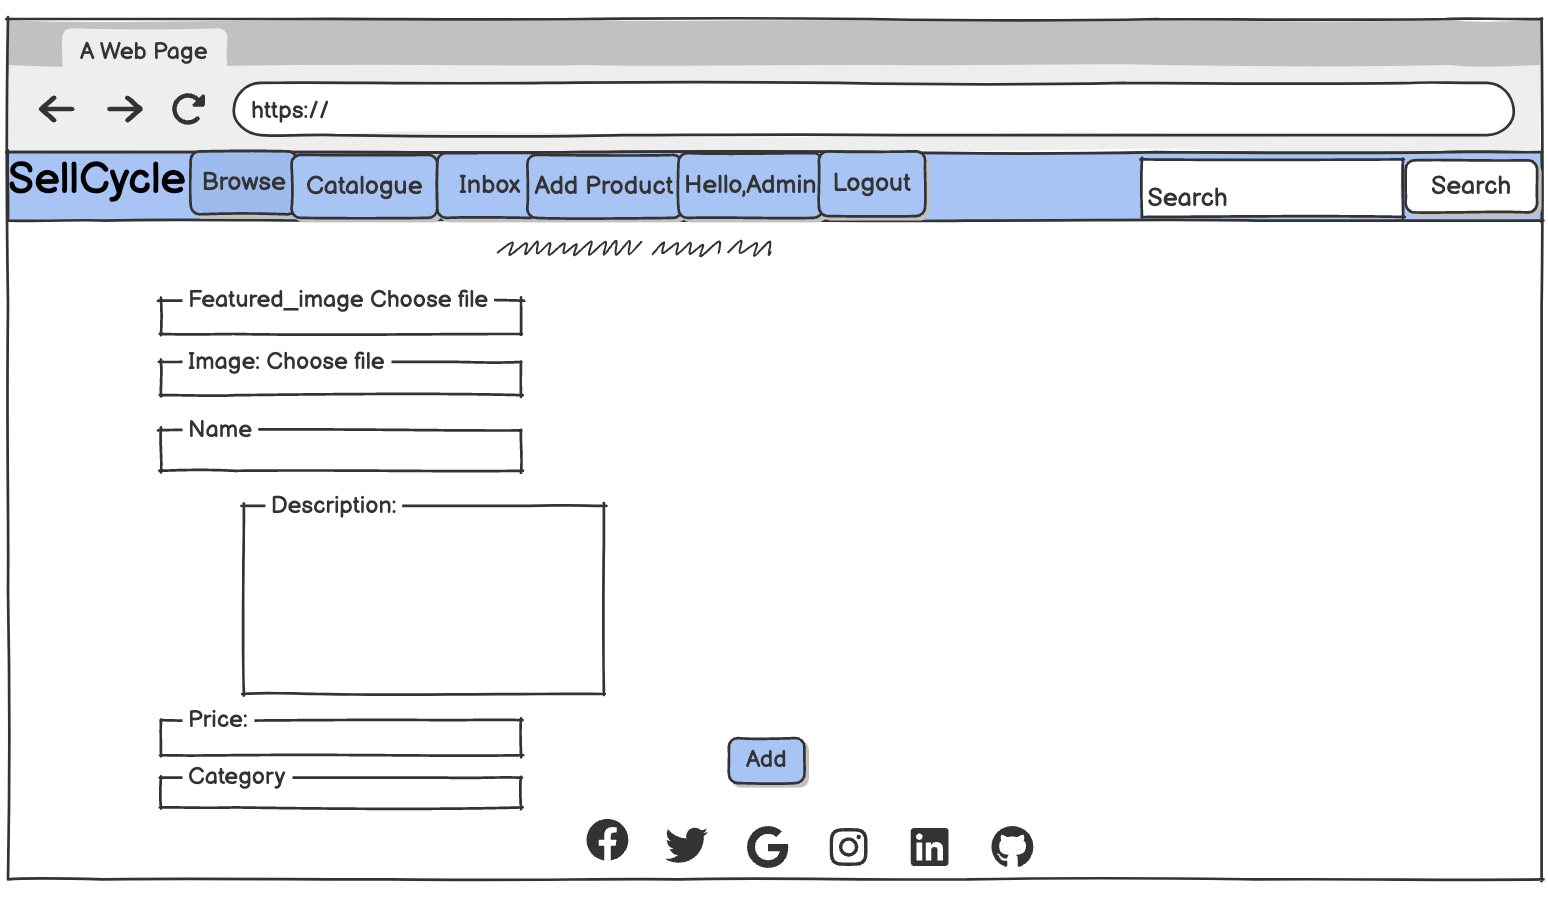 A Web Page
https://
SellCycle Browse Catalogue Inbox Add Product Hello,Admin Logout Search Search
Featured_image Choose file
Image: Choose file
Name
Description:
Price:
Add
Category